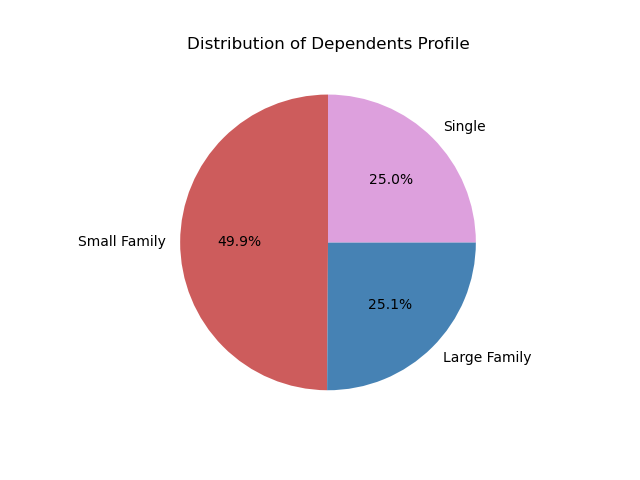 Distribution of Dependents Profile
Single
25.0%
Small Family
49.9%
25.1%
Large Family